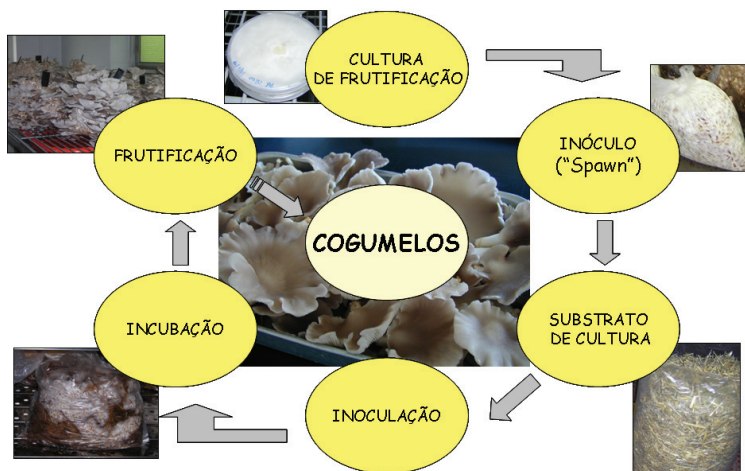 CULTURA
DE FRUTIFICAÇÃO
INÓCULO
("Spawn")
SUBSTRATO
DE CULTURA
INOCULAÇÃO
INCUBAÇÃO
FRUTIFICAÇÃO
COGUMELOS